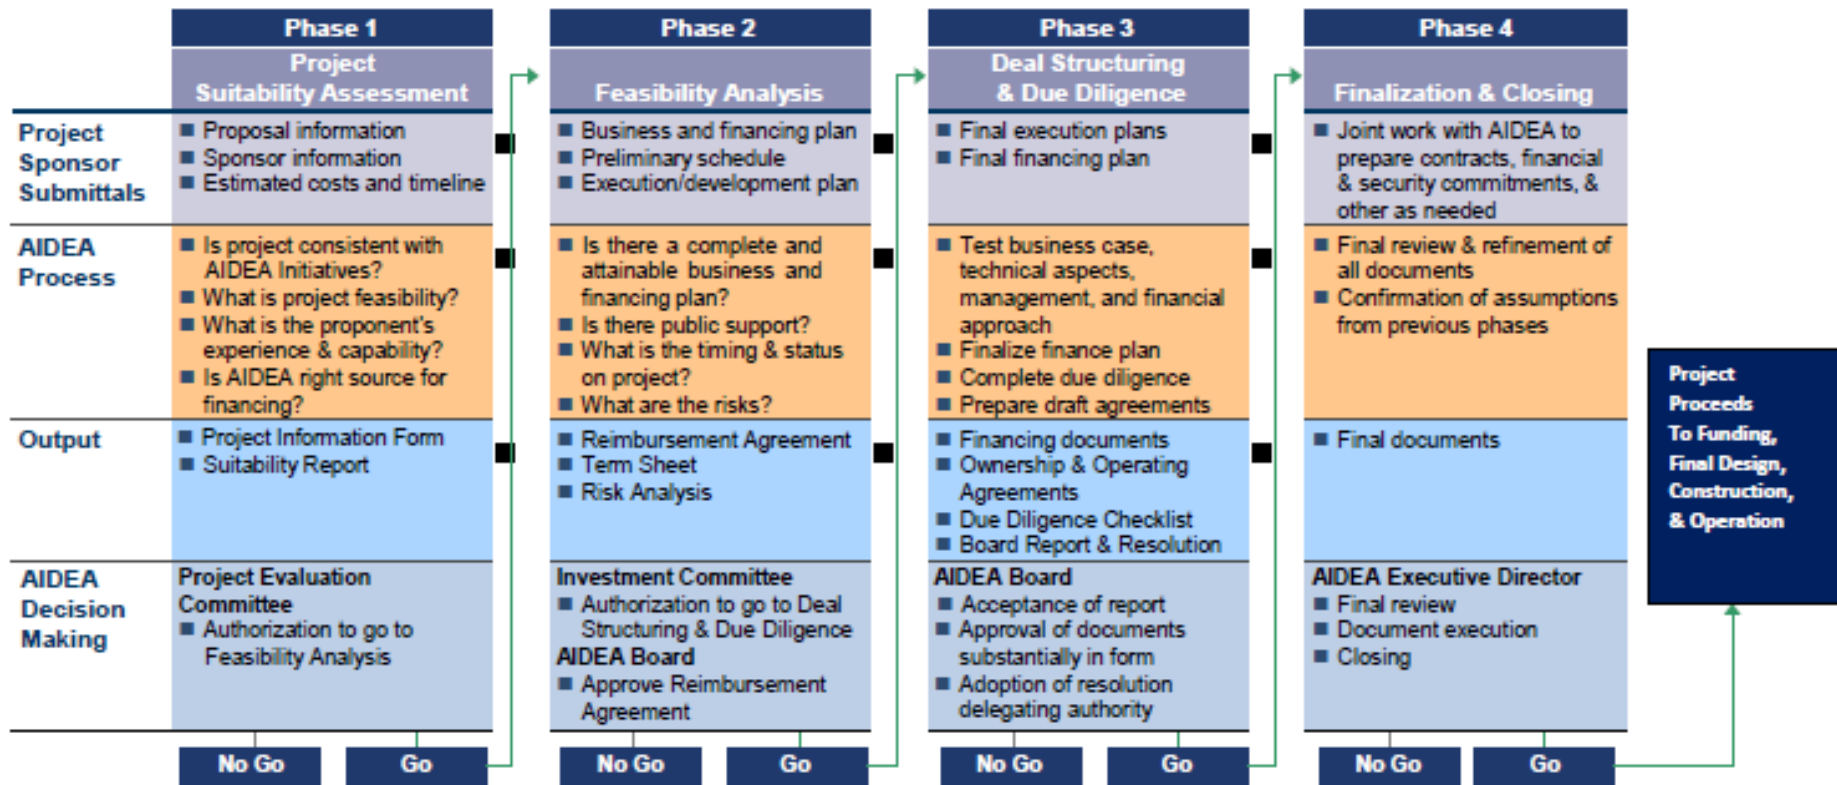 Phase 1
Phase 2
Phase 3
Phase 4
Project
Suitability Assessment
Feasibility Analysis
Deal Structuring
& Due Diligence
Finalization & Closing
Project
Sponsor
Submittals
■ Proposal information
■ Sponsor information
■ Estimated costs and timeline
■ Business and financing plan
■ Preliminary schedule
■ Execution/development plan
■ Final execution plans
■ Final financing plan
■ Joint work with AIDEA to
prepare contracts, financial
& security commitments, &
other as needed
AIDEA
Process
■ Is project consistent with
AIDEA Initiatives?
■ What is project feasibility?
■ What is the proponent's
experience & capability?
■ Is AIDEA right source for
financing?
■ Is there a complete and
attainable business and
financing plan?
■ Is there public support?
■ What is the timing & status
on project?
■ What are the risks?
■ Test business case,
technical aspects,
management, and financial
approach
■ Finalize finance plan
■ Complete due diligence
■ Prepare draft agreements
■ Final review & refinement of
all documents
■ Confirmation of assumptions
from previous phases
Output
■ Project Information Form
■ Suitability Report
■ Reimbursement Agreement
■ Term Sheet
■ Risk Analysis
■ Financing documents
■ Ownership & Operating
Agreements
■ Due Diligence Checklist
■ Board Report & Resolution
■ Final documents
AIDEA
Decision
Making
Project Evaluation
Committee
■ Authorization to go to
Feasibility Analysis
Investment Committee
■ Authorization to go to Deal
Structuring & Due Diligence
AIDEA Board
■ Approve Reimbursement
Agreement
AIDEA Board
■ Acceptance of report
■ Approval of documents
substantially in form
■ Adoption of resolution
delegating authority
AIDEA Executive Director
■ Final review
■ Document execution
■ Closing
No Go
Go
No Go
Go
No Go
Go
No Go
Go
Project
Proceeds
To Funding,
Final Design,
Construction,
& Operation